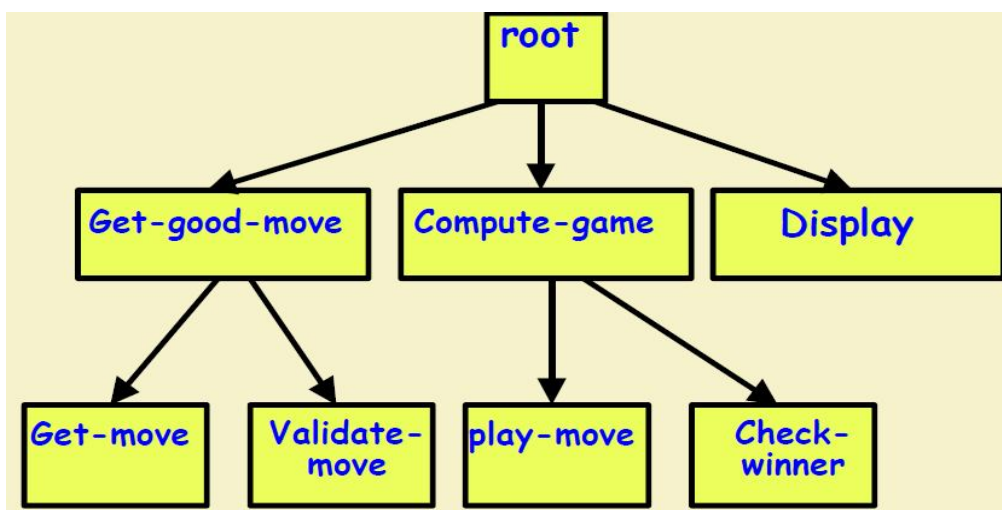 root
Get-good-move
Compute-game
Display
Get-move
Validate-
move
play-move
Check-
winner